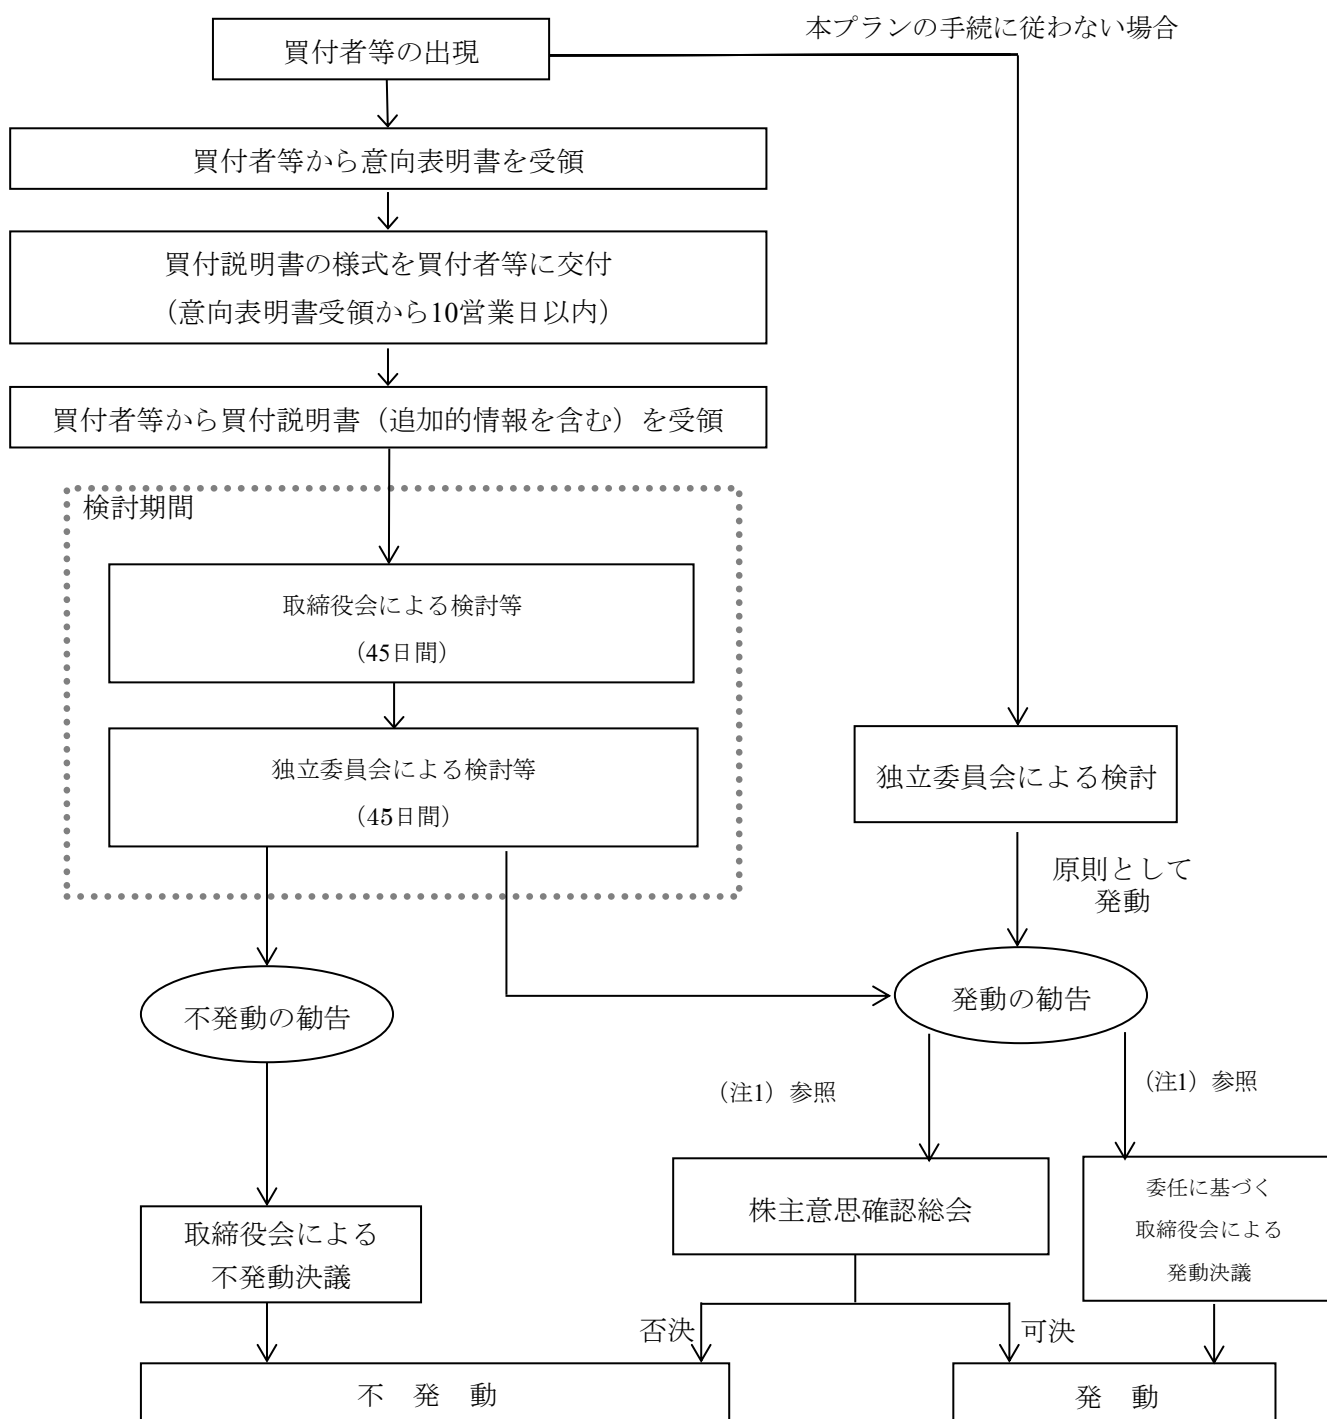 本プランの手続に従わない場合
買付者等の出現
買付者等から意向表明書を受領
買付説明書の様式を買付者等に交付
（意向表明書受領から10営業日以内）
買付者等から買付説明書（追加的情報を含む）を受領
検討期間
取締役会による検討等
（45日間）
独立委員会による検討等
（45日間）
独立委員会による検討
原則として
発動
不発動の勧告
発動の勧告
（注1）参照
（注1）参照
株主意思確認総会
委任に基づく
取締役会による
発動決議
取締役会による
不発動決議
否決
可決
不 発 動
発 動